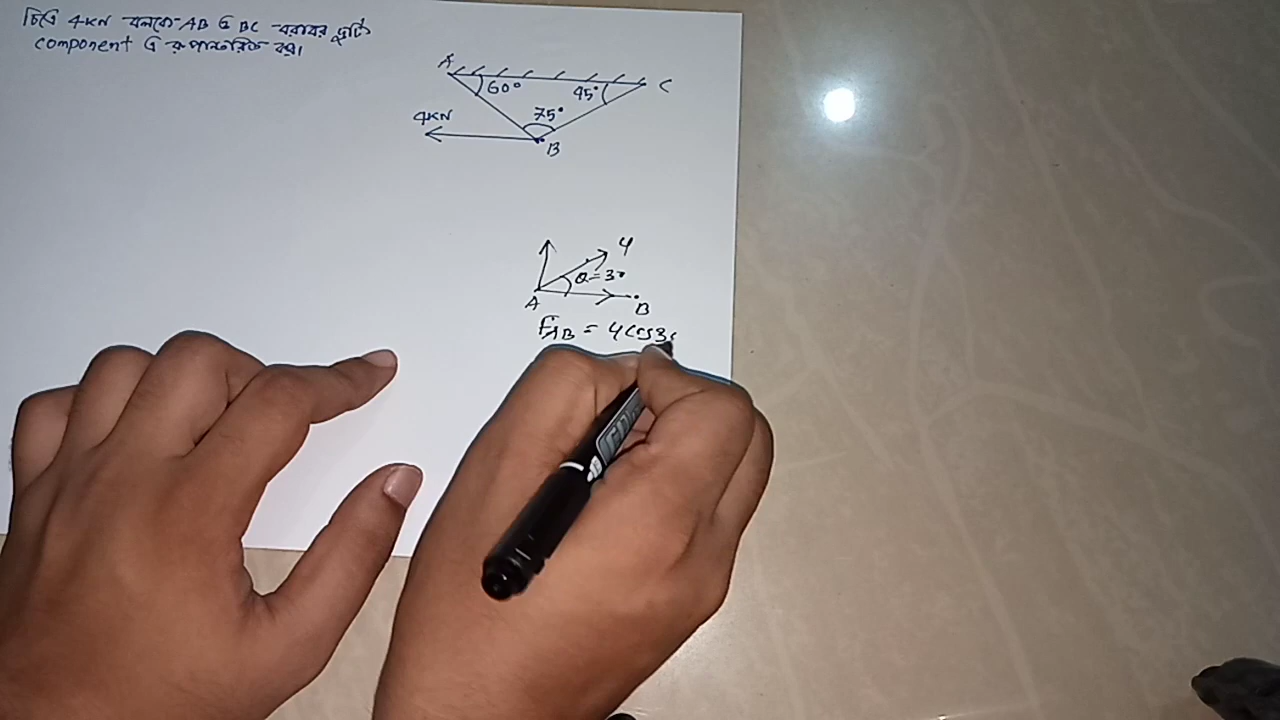 চিত্রে 4KN বলকে AB ও BC বরাবর দুটি
component এ রূপান্তরিত কর।
A
60°
45°
C
75°
4KN
B
4
Q=30
A
B
F_AB = 4cos3